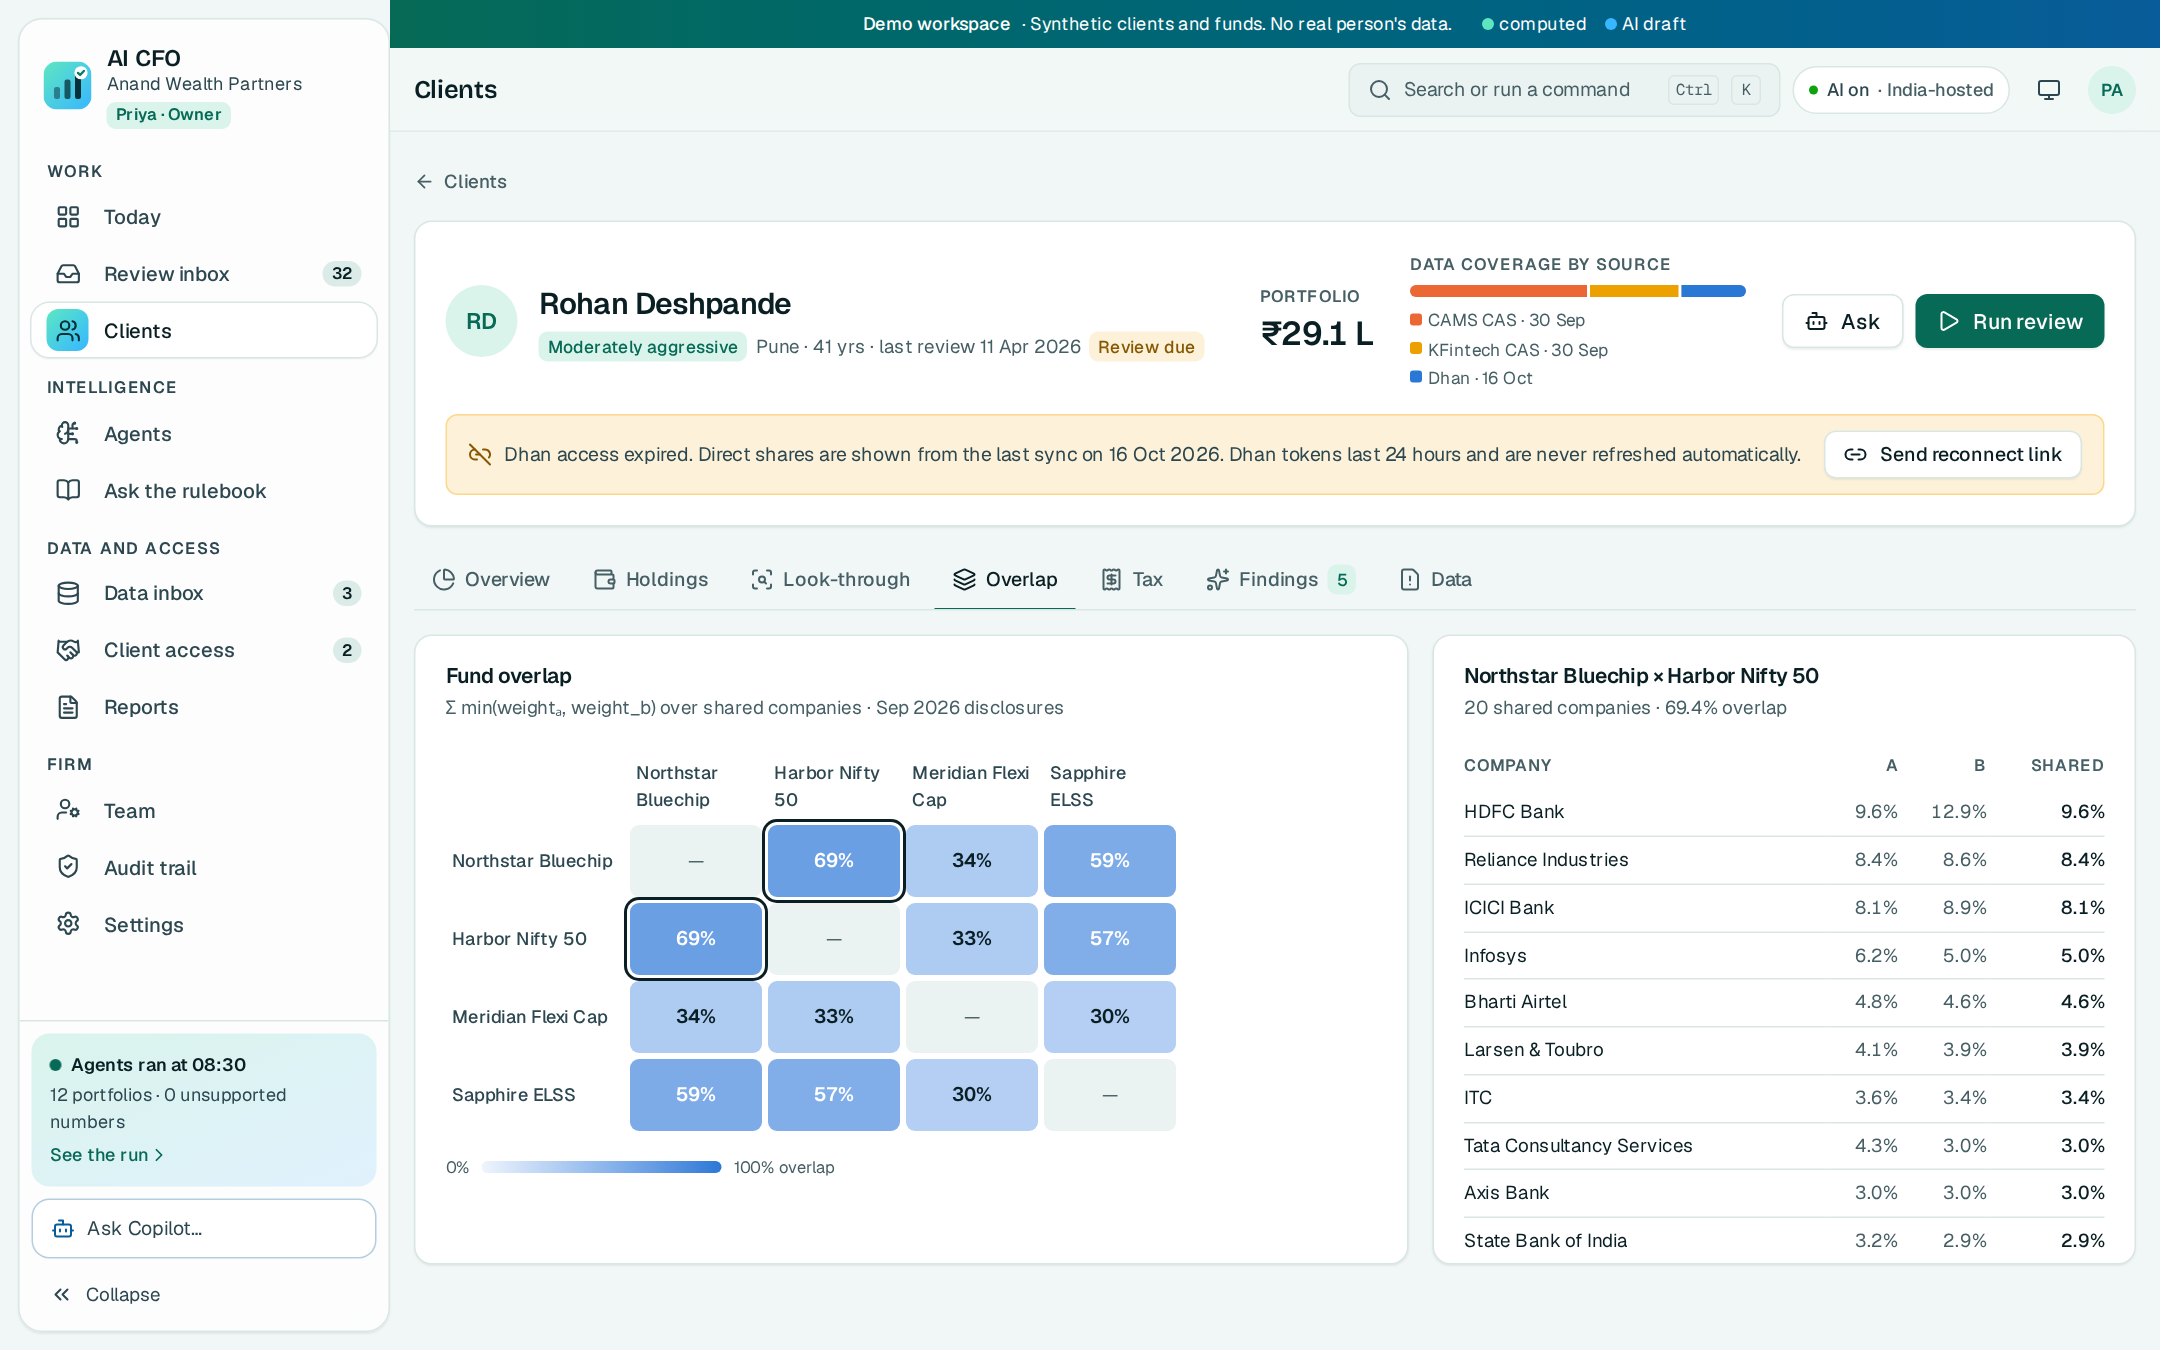 Demo workspace · Synthetic clients and funds. No real person's data. computed AI draft
AI CFO
Anand Wealth Partners
Priya · Owner
WORK
Today
Review inbox 32
Clients
INTELLIGENCE
Agents
Ask the rulebook
DATA AND ACCESS
Data inbox 3
Client access 2
Reports
FIRM
Team
Audit trail
Settings
Agents ran at 08:30
12 portfolios · 0 unsupported
numbers
See the run
Ask Copilot...
Collapse
Clients
Search or run a command Ctrl K
AI on · India-hosted
PA
Clients
RD
Rohan Deshpande
Moderately aggressive Pune · 41 yrs · last review 11 Apr 2026 Review due
PORTFOLIO
₹29.1 L
DATA COVERAGE BY SOURCE
CAMS CAS · 30 Sep
KFintech CAS · 30 Sep
Dhan · 16 Oct
Ask
Run review
Dhan access expired. Direct shares are shown from the last sync on 16 Oct 2026. Dhan tokens last 24 hours and are never refreshed automatically.
Send reconnect link
Overview Holdings Look-through Overlap Tax Findings 5 Data
Fund overlap
Σ min(weightₐ, weight_b) over shared companies · Sep 2026 disclosures
Northstar Bluechip Harbor Nifty 50 Meridian Flexi Cap Sapphire ELSS
Northstar Bluechip — 69% 34% 59%
Harbor Nifty 50 69% — 33% 57%
Meridian Flexi Cap 34% 33% — 30%
Sapphire ELSS 59% 57% 30% —
0% 100% overlap
Northstar Bluechip × Harbor Nifty 50
20 shared companies · 69.4% overlap
COMPANY A B SHARED
HDFC Bank 9.6% 12.9% 9.6%
Reliance Industries 8.4% 8.6% 8.4%
ICICI Bank 8.1% 8.9% 8.1%
Infosys 6.2% 5.0% 5.0%
Bharti Airtel 4.8% 4.6% 4.6%
Larsen & Toubro 4.1% 3.9% 3.9%
ITC 3.6% 3.4% 3.4%
Tata Consultancy Services 4.3% 3.0% 3.0%
Axis Bank 3.0% 3.0% 3.0%
State Bank of India 3.2% 2.9% 2.9%